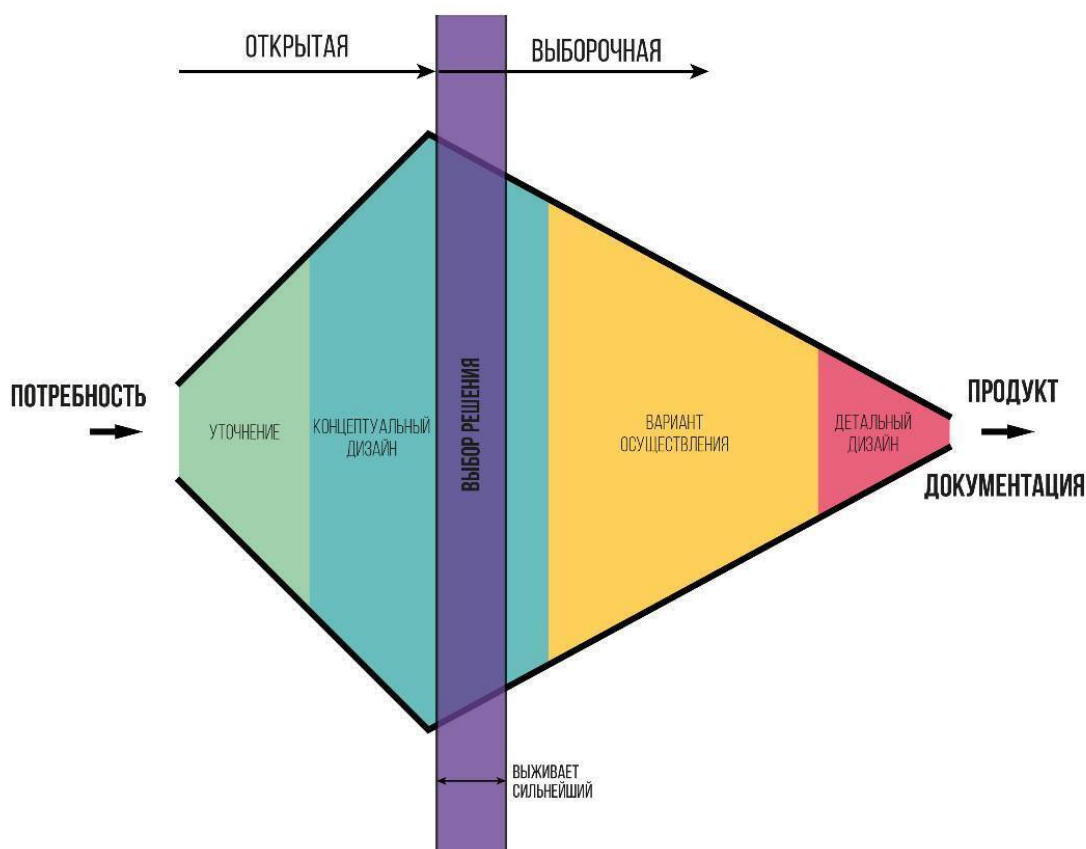 ОТКРЫТАЯ
ВЫБОРОЧНАЯ
ПОТРЕБНОСТЬ
УТОЧНЕНИЕ
КОНЦЕПТУАЛЬНЫЙ
ДИЗАЙН
ВЫБОР РЕШЕНИЯ
ВАРИАНТ
ОСУЩЕСТВЛЕНИЯ
ДЕТАЛЬНЫЙ
ДИЗАЙН
ПРОДУКТ
ДОКУМЕНТАЦИЯ
ВЫЖИВАЕТ
СИЛЬНЕЙШИЙ